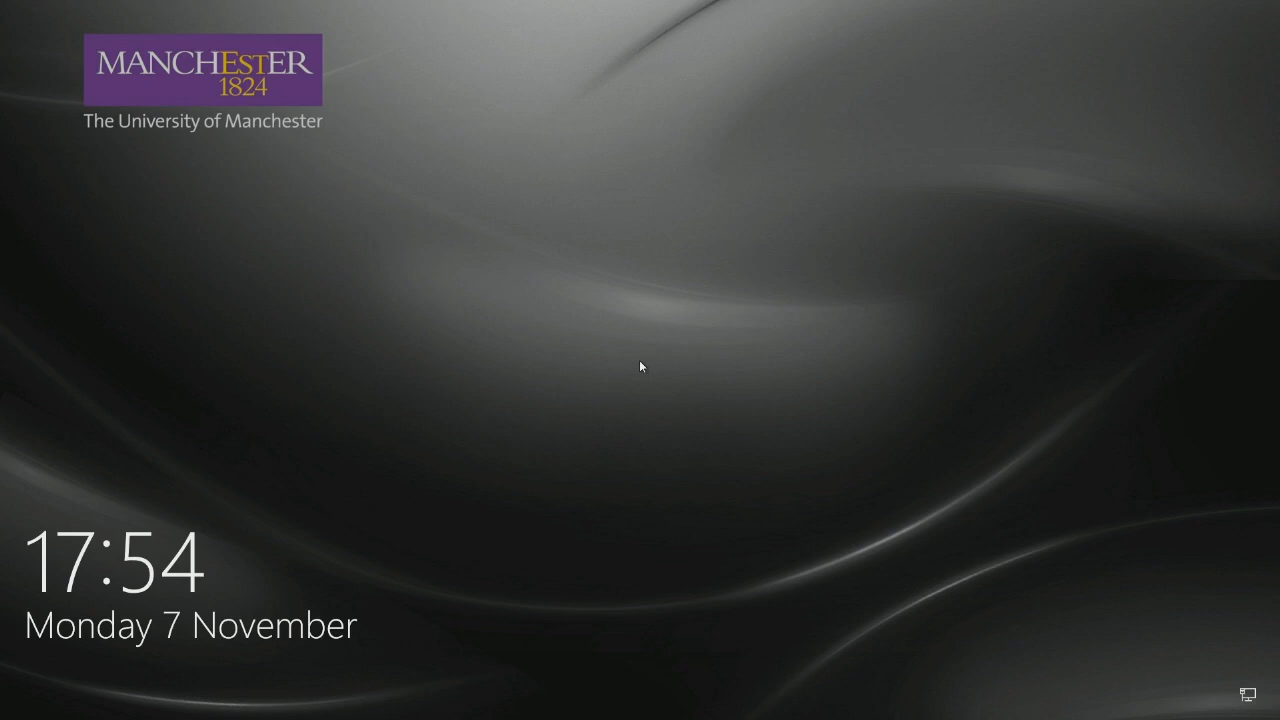 MANCHEstER
1824
The University of Manchester
17:54
Monday 7 November